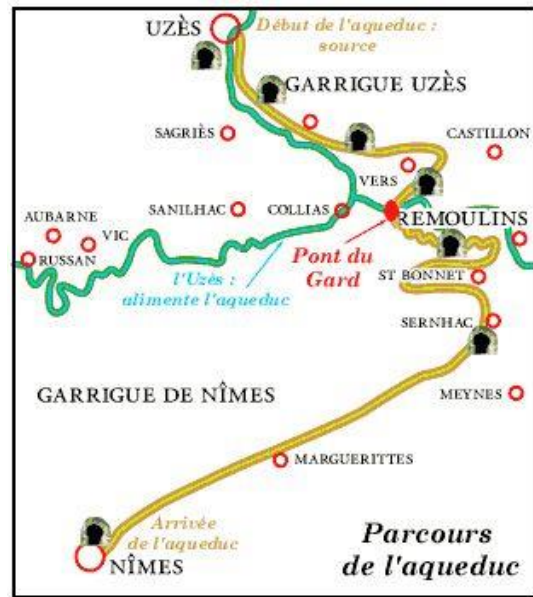 UZÈS
Début de l'aqueduc :
source
GARRIGUE UZÈS
SAGRIÈS
CASTILLON
VERS
AUBARNE
SANILHAC
COLLIAS
REMOULINS
VIC
RUSSAN
l'Uzès :
alimente l'aqueduc
Pont du
Gard
ST BONNET
SERNHAC
GARRIGUE DE NÎMES
MEYNES
MARGUERITTES
Arrivée
de l'aqueduc
NÎMES
Parcours
de l'aqueduc